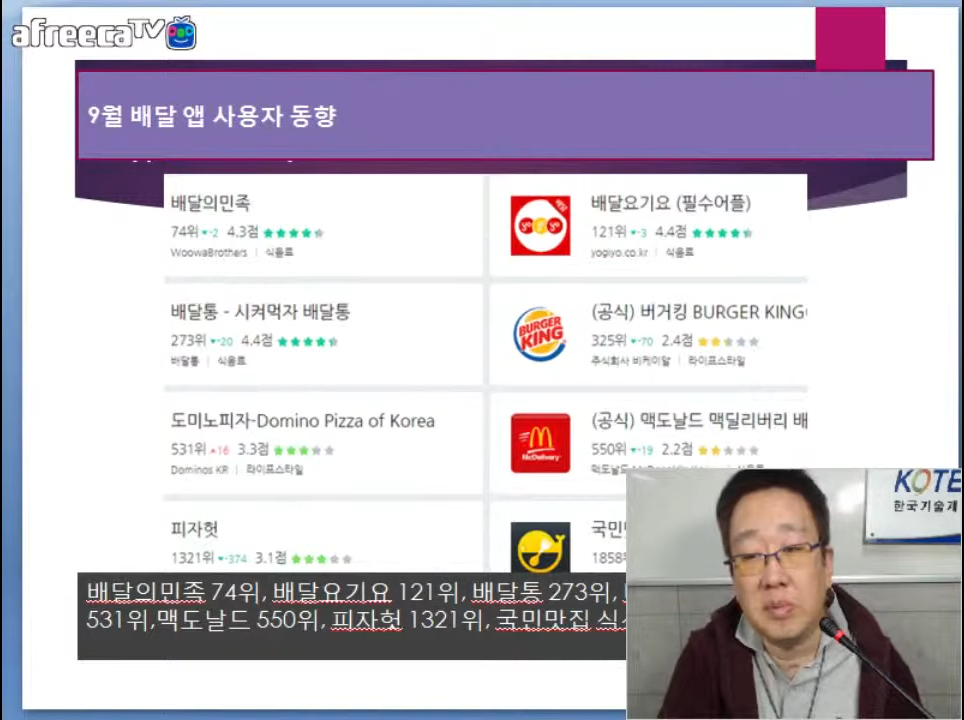 afreecaTV
9월 배달 앱 사용자 동향
배달의민족
74위 -2 4.3점
WoowaBrothers | 식음료
배달요기요 (필수어플)
121위 -3 4.4점
yogiyo.co.kr | 식음료
배달통 - 시켜먹자 배달통
273위 -20 4.4점
배달통 | 식음료
BURGER KING
(공식) 버거킹 BURGER KING
325위 -70 2.4점
주식회사 비케이알 | 라이프스타일
도미노피자-Domino Pizza of Korea
531위 16 3.3점
Dominos KR | 라이프스타일
McDelivery
(공식) 맥도날드 맥딜리버리 배
550위 -19 2.2점
맥도날드
피자헛
1321위 -374 3.1점
국민
1858
배달의민족 74위, 배달요기요 121위, 배달통 273위,
531위,맥도날드 550위, 피자헛 1321위, 국민맛집
KOTE
한국기술개